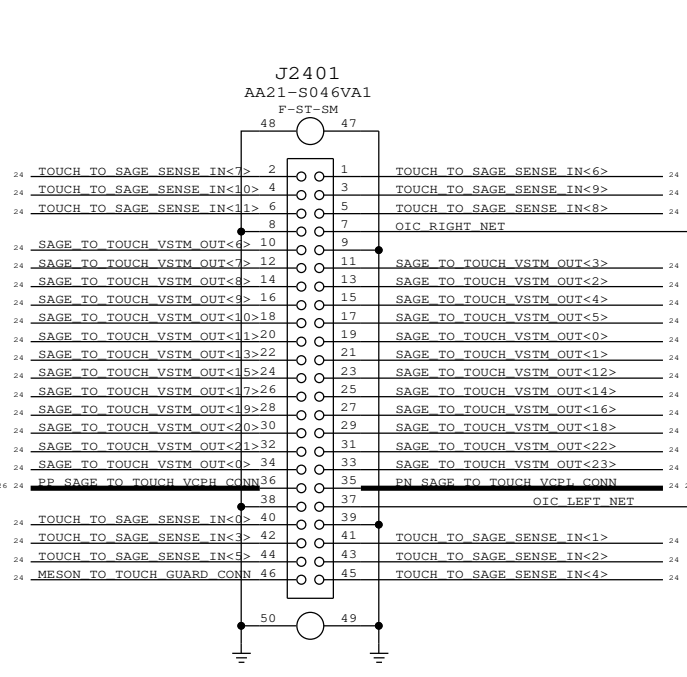 J2401
AA21-S046VA1
F-ST-SM
48 47
24 TOUCH_TO_SAGE_SENSE_IN<7> 2 1 TOUCH_TO_SAGE_SENSE_IN<6> 24
24 TOUCH_TO_SAGE_SENSE_IN<10> 4 3 TOUCH_TO_SAGE_SENSE_IN<9> 24
24 TOUCH_TO_SAGE_SENSE_IN<11> 6 5 TOUCH_TO_SAGE_SENSE_IN<8> 24
8 7 OIC_RIGHT_NET
24 SAGE_TO_TOUCH_VSTM_OUT<6> 10 9
24 SAGE_TO_TOUCH_VSTM_OUT<7> 12 11 SAGE_TO_TOUCH_VSTM_OUT<3> 24
24 SAGE_TO_TOUCH_VSTM_OUT<8> 14 13 SAGE_TO_TOUCH_VSTM_OUT<2> 24
24 SAGE_TO_TOUCH_VSTM_OUT<9> 16 15 SAGE_TO_TOUCH_VSTM_OUT<4> 24
24 SAGE_TO_TOUCH_VSTM_OUT<10> 18 17 SAGE_TO_TOUCH_VSTM_OUT<5> 24
24 SAGE_TO_TOUCH_VSTM_OUT<11> 20 19 SAGE_TO_TOUCH_VSTM_OUT<0> 24
24 SAGE_TO_TOUCH_VSTM_OUT<13> 22 21 SAGE_TO_TOUCH_VSTM_OUT<1> 24
24 SAGE_TO_TOUCH_VSTM_OUT<15> 24 23 SAGE_TO_TOUCH_VSTM_OUT<12> 24
24 SAGE_TO_TOUCH_VSTM_OUT<17> 26 25 SAGE_TO_TOUCH_VSTM_OUT<14> 24
24 SAGE_TO_TOUCH_VSTM_OUT<19> 28 27 SAGE_TO_TOUCH_VSTM_OUT<16> 24
24 SAGE_TO_TOUCH_VSTM_OUT<20> 30 29 SAGE_TO_TOUCH_VSTM_OUT<18> 24
24 SAGE_TO_TOUCH_VSTM_OUT<21> 32 31 SAGE_TO_TOUCH_VSTM_OUT<22> 24
24 SAGE_TO_TOUCH_VSTM_OUT<0> 34 33 SAGE_TO_TOUCH_VSTM_OUT<23> 24
26 24 PP_SAGE_TO_TOUCH_VCPH_CONN 36 35 PN_SAGE_TO_TOUCH_VCPL_CONN 24 2
38 37 OIC_LEFT_NET
24 TOUCH_TO_SAGE_SENSE_IN<0> 40 39
24 TOUCH_TO_SAGE_SENSE_IN<3> 42 41 TOUCH_TO_SAGE_SENSE_IN<1> 24
24 TOUCH_TO_SAGE_SENSE_IN<5> 44 43 TOUCH_TO_SAGE_SENSE_IN<2> 24
24 MESON_TO_TOUCH_GUARD_CONN 46 45 TOUCH_TO_SAGE_SENSE_IN<4> 24
50 49